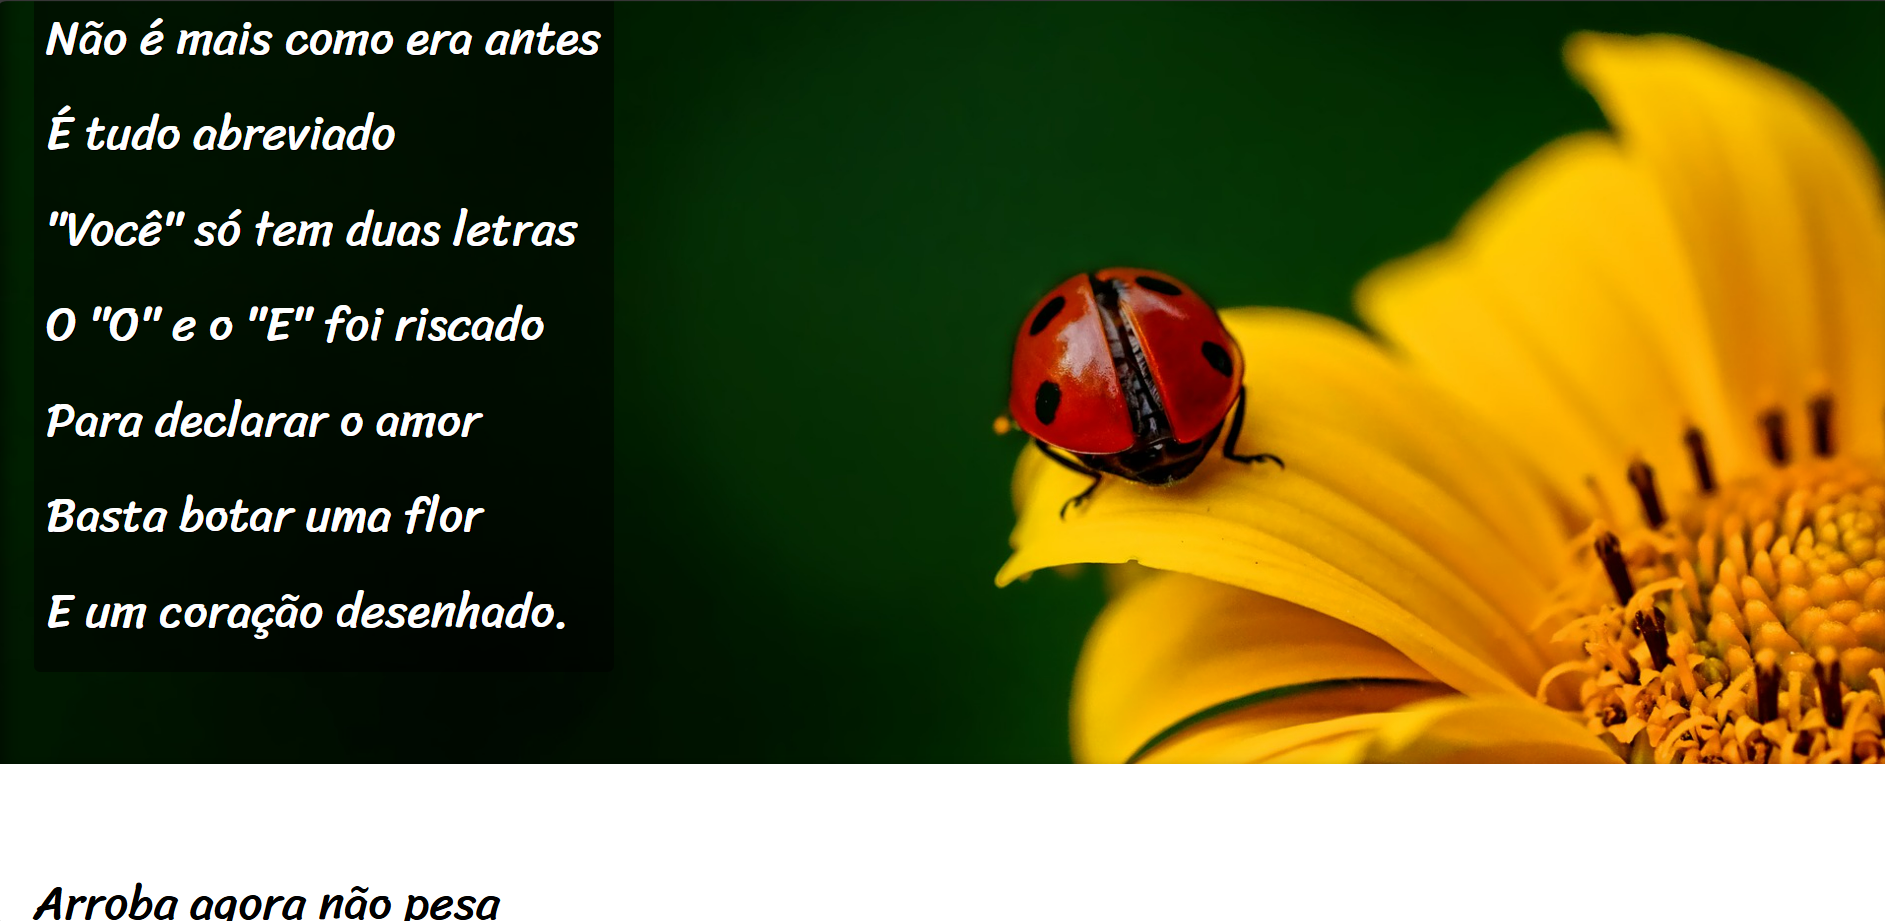 Não é mais como era antes
É tudo abreviado
"Você" só tem duas letras
O "O" e o "E" foi riscado
Para declarar o amor
Basta botar uma flor
E um coração desenhado.
Arroba agora não pesa